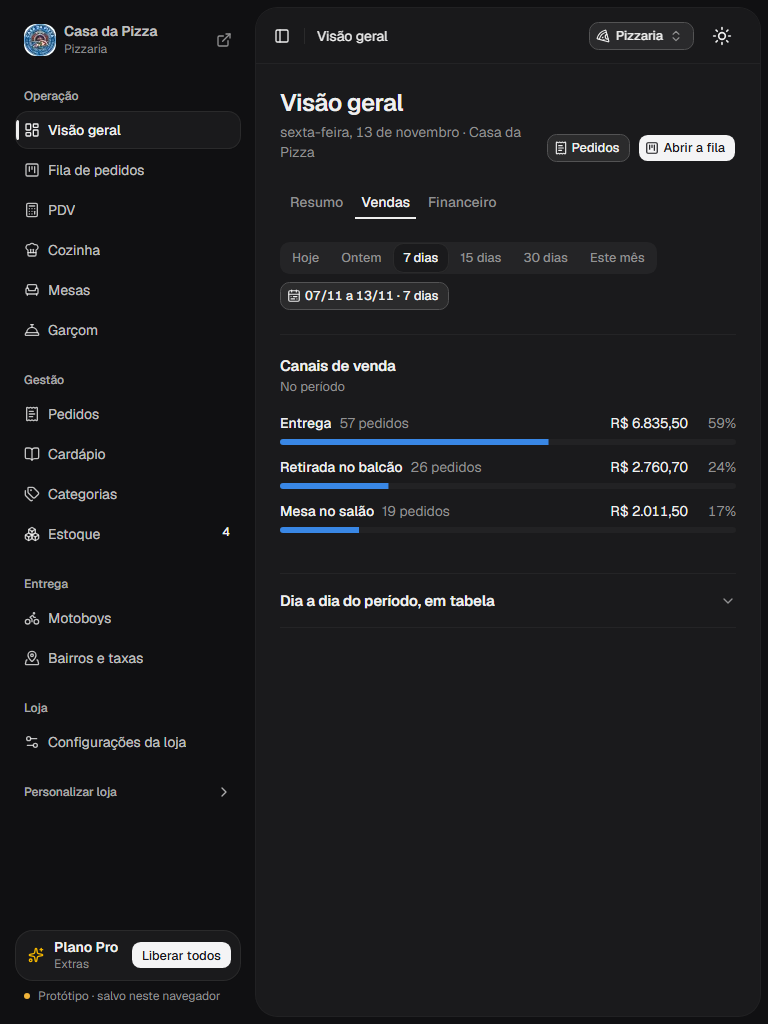 Casa da Pizza
Pizzaria
Operação
Visão geral
Fila de pedidos
PDV
Cozinha
Mesas
Garçom
Gestão
Pedidos
Cardápio
Categorias
Estoque 4
Entrega
Motoboys
Bairros e taxas
Loja
Configurações da loja
Personalizar loja
Plano Pro
Extras
Liberar todos
Protótipo · salvo neste navegador
Visão geral
Pizzaria
Visão geral
sexta-feira, 13 de novembro · Casa da
Pizza
Pedidos
Abrir a fila
Resumo Vendas Financeiro
Hoje Ontem 7 dias 15 dias 30 dias Este mês
07/11 a 13/11 · 7 dias
Canais de venda
No período
Entrega 57 pedidos R$ 6.835,50 59%
Retirada no balcão 26 pedidos R$ 2.760,70 24%
Mesa no salão 19 pedidos R$ 2.011,50 17%
Dia a dia do período, em tabela